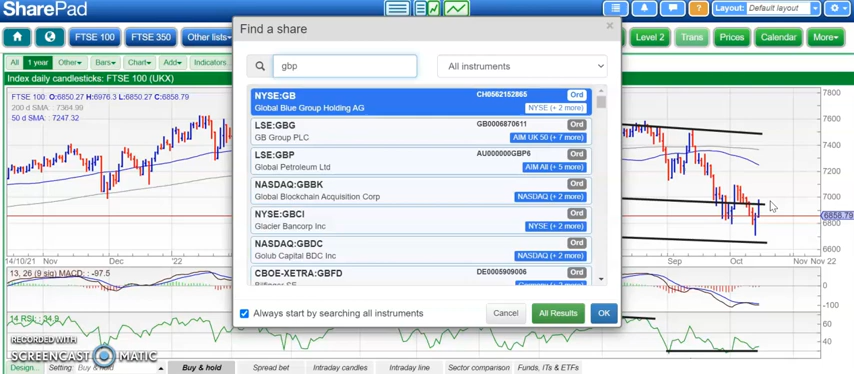 SharePad
Layout: Default layout
FTSE 100
FTSE 350
Other lists
Level 2
Trans
Prices
Calendar
More
All 1 year Other Bars Chart Add Indicators
Index daily candlesticks: FTSE 100 (UKX)
FTSE 100: O:6850.27 H:6976.3 L:6850.27 C:6858.79
200 d SMA: 7364.99
50 d SMA: 7247.32
Find a share
×
gbp
All instruments
NYSE:GB CH0562152865 Ord
Global Blue Group Holding AG NYSE (+ 2 more)
LSE:GBG GB0006870611 Ord
GB Group PLC AIM UK 50 (+ 7 more)
LSE:GBP AU000000GBP6 Ord
Global Petroleum Ltd AIM All (+ 5 more)
NASDAQ:GBBK Ord
Global Blockchain Acquisition Corp NASDAQ (+ 2 more)
NYSE:GBCI Ord
Glacier Bancorp Inc NYSE (+ 2 more)
NASDAQ:GBDC Ord
Golub Capital BDC Inc NASDAQ (+ 2 more)
CBOE-XETRA:GBFD DE0005909006 Ord
Always start by searching all instruments
Cancel
All Results
OK
7800
7600
7400
7200
7000
6858.79
6600
14/10/21 Nov Dec '22
Sep Oct Nov Nov 22
13, 26 (9 sig) MACD: : -97.5
100
0
-100
14 RSI: : 34.9
60
40
RECORDED WITH
SCREENCAST MATIC
Design... Setting: Buy & hold Buy & hold Spread bet Intraday candles Intraday line Sector comparison Funds, ITs & ETFs